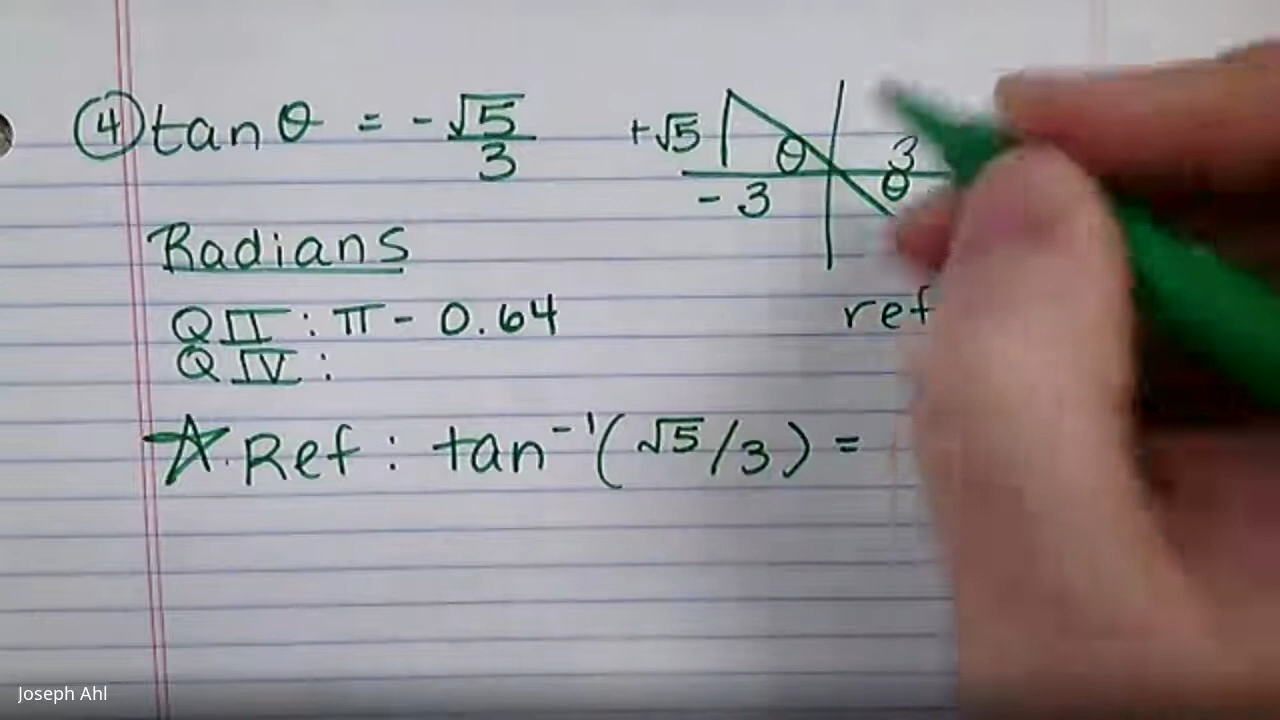 ④ tan θ = -√5/3
+√5
θ
3
-3
θ
Radians
QII: π - 0.64
ref
QIV:
☆ Ref: tan⁻¹(√5/3) =
Joseph Ahl